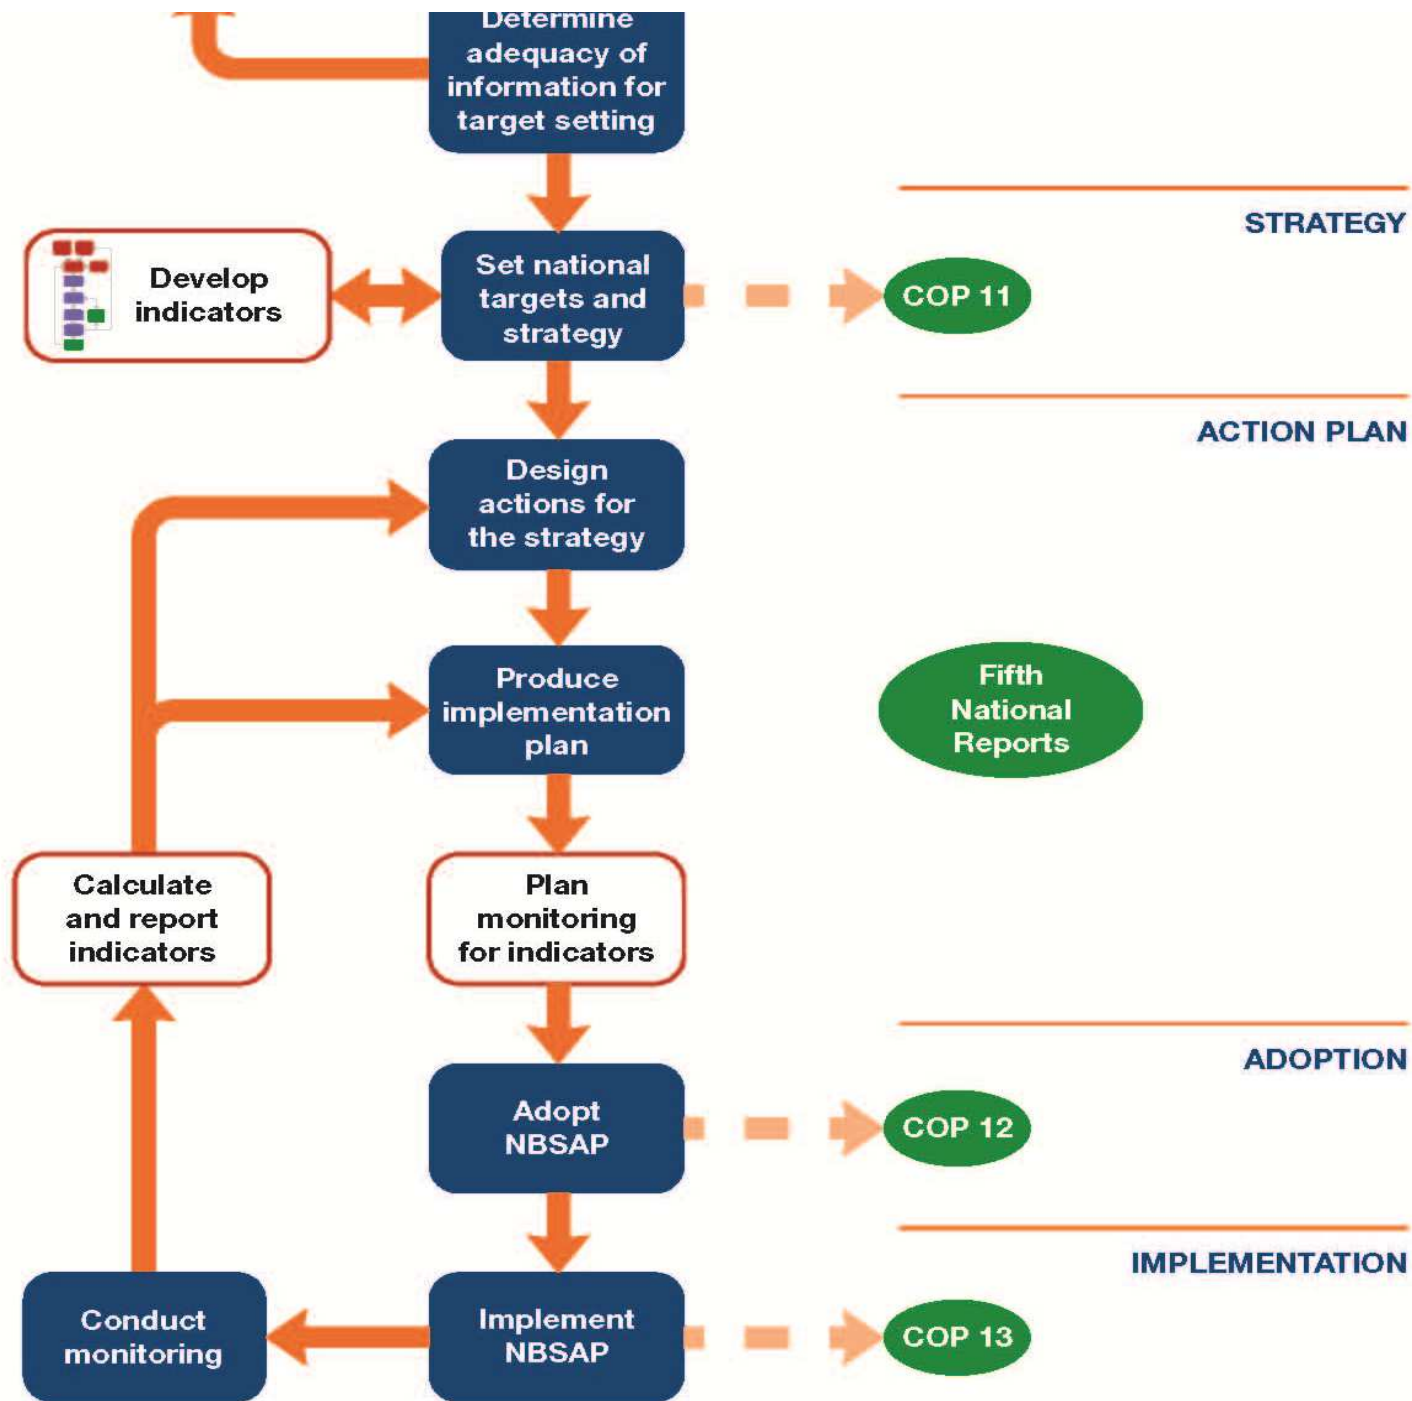 Determine
adequacy of
information for
target setting
STRATEGY
Develop
indicators
Set national
targets and
strategy
COP 11
ACTION PLAN
Design
actions for
the strategy
Produce
implementation
plan
Fifth
National
Reports
Calculate
and report
indicators
Plan
monitoring
for indicators
ADOPTION
Adopt
NBSAP
COP 12
IMPLEMENTATION
Conduct
monitoring
Implement
NBSAP
COP 13